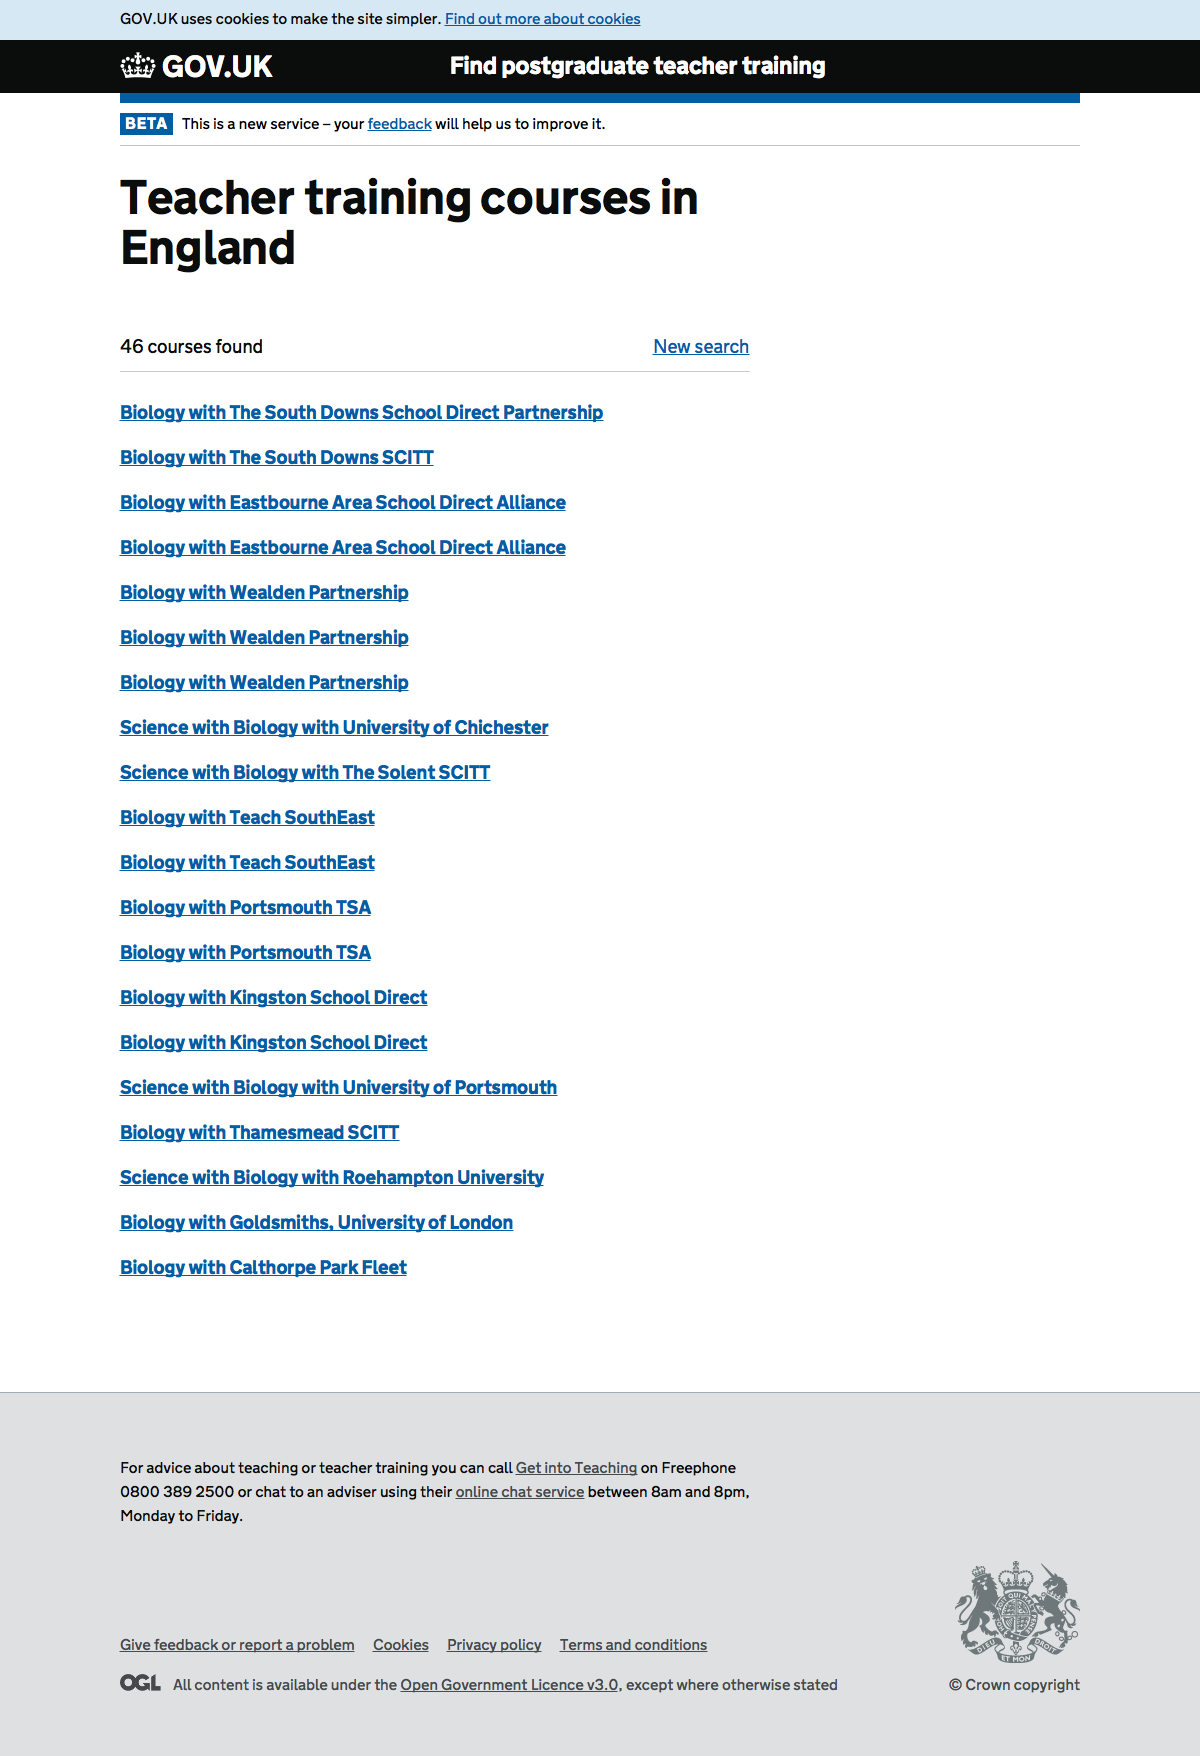 GOV.UK uses cookies to make the site simpler. Find out more about cookies
GOV.UK
Find postgraduate teacher training
BETA This is a new service – your feedback will help us to improve it.
Teacher training courses in
England
46 courses found
New search
Biology with The South Downs School Direct Partnership
Biology with The South Downs SCITT
Biology with Eastbourne Area School Direct Alliance
Biology with Eastbourne Area School Direct Alliance
Biology with Wealden Partnership
Biology with Wealden Partnership
Biology with Wealden Partnership
Science with Biology with University of Chichester
Science with Biology with The Solent SCITT
Biology with Teach SouthEast
Biology with Teach SouthEast
Biology with Portsmouth TSA
Biology with Portsmouth TSA
Biology with Kingston School Direct
Biology with Kingston School Direct
Science with Biology with University of Portsmouth
Biology with Thamesmead SCITT
Science with Biology with Roehampton University
Biology with Goldsmiths, University of London
Biology with Calthorpe Park Fleet
For advice about teaching or teacher training you can call Get into Teaching on Freephone
0800 389 2500 or chat to an adviser using their online chat service between 8am and 8pm,
Monday to Friday.
DIEU ET MON DROIT
Give feedback or report a problem Cookies Privacy policy Terms and conditions
OGL All content is available under the Open Government Licence v3.0, except where otherwise stated
© Crown copyright